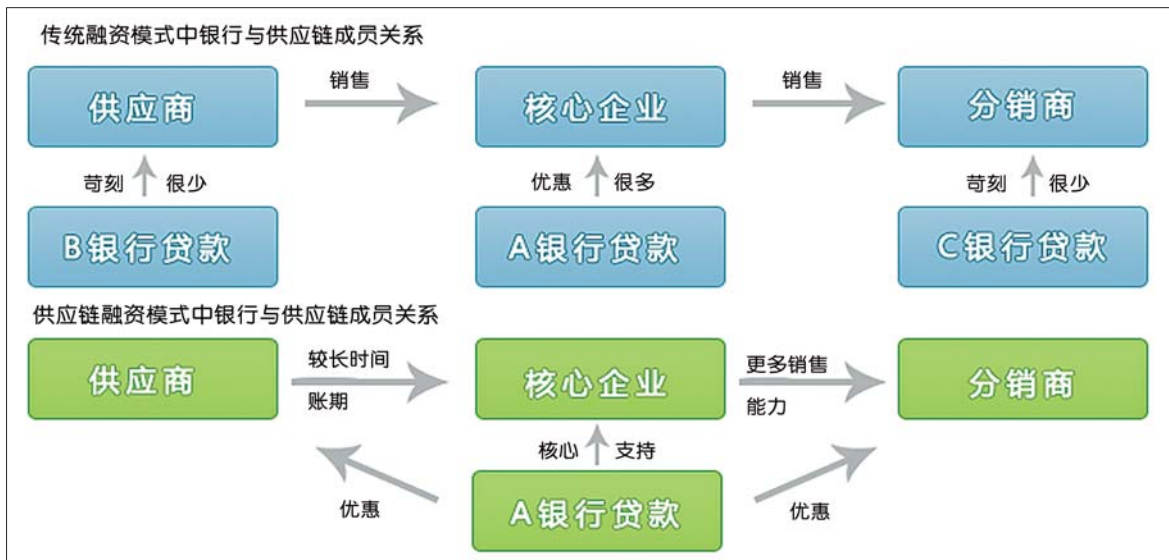 传统融资模式中银行与供应链成员关系
供应商
销售
核心企业
销售
分销商
苛刻 很少
优惠 很多
苛刻 很少
B银行贷款
A银行贷款
C银行贷款
供应链融资模式中银行与供应链成员关系
供应商
较长时间
账期
核心企业
更多销售
能力
分销商
核心 支持
优惠
A银行贷款
优惠